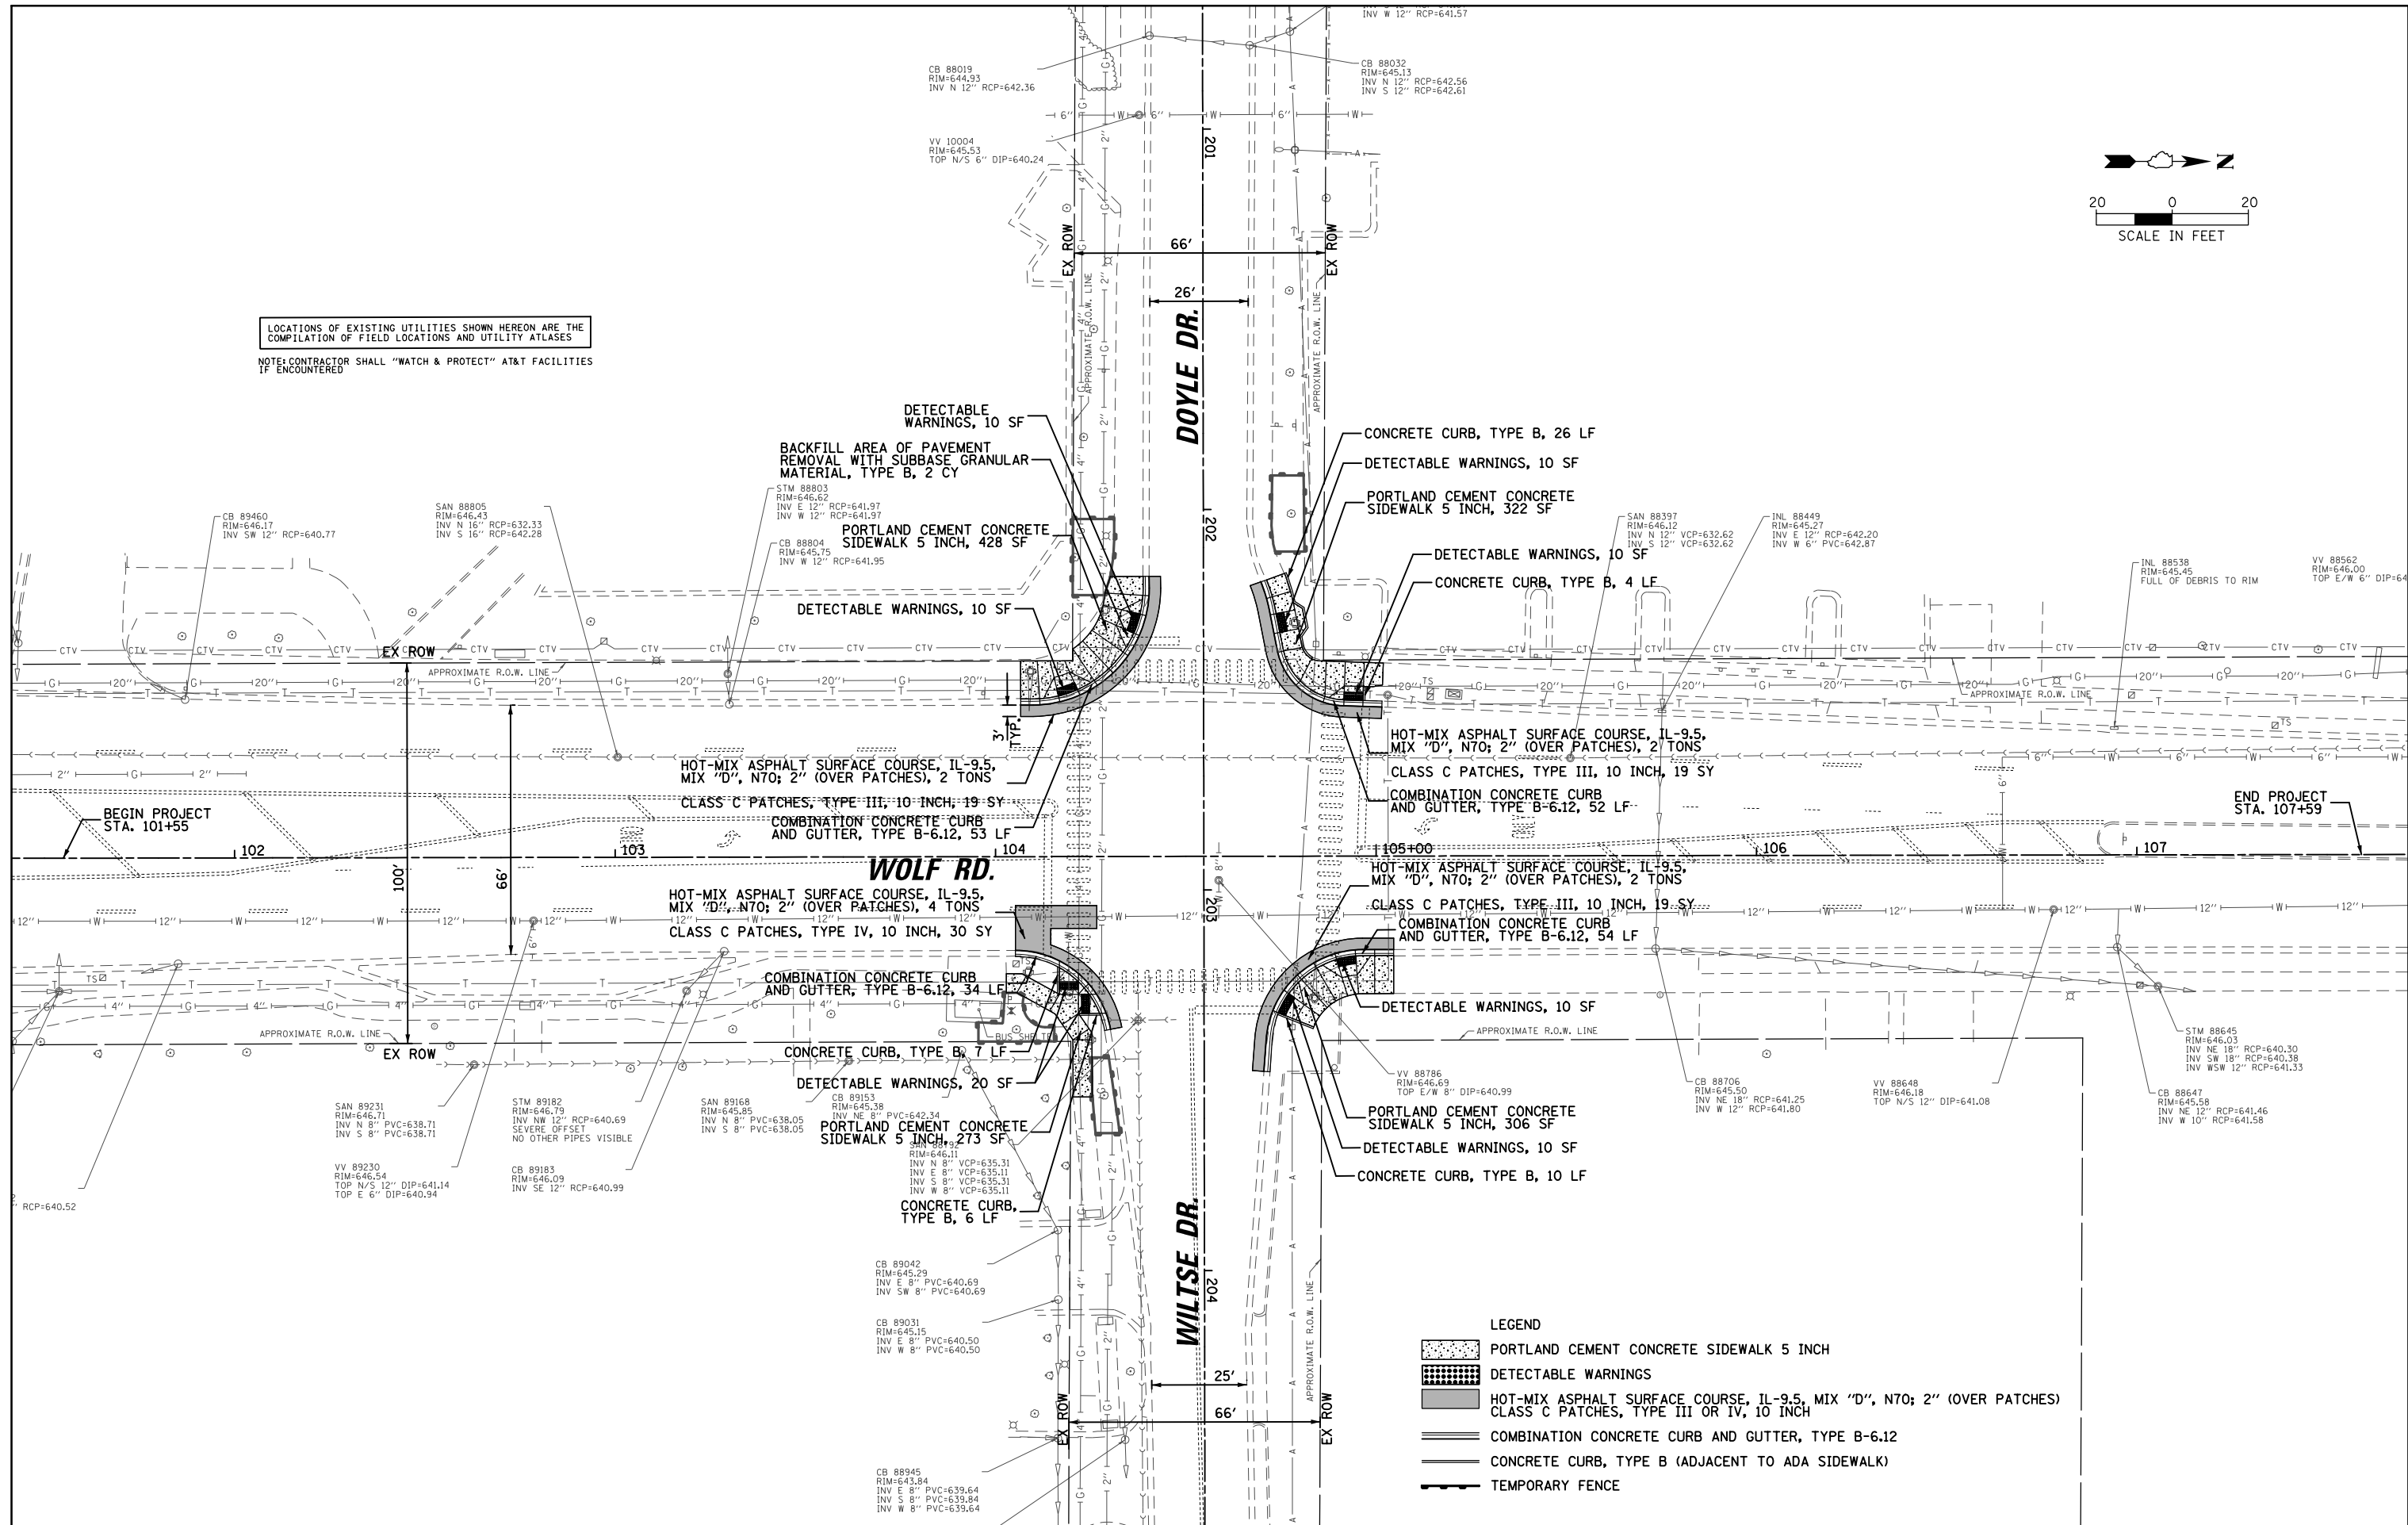 INV W 12" RCP=641.57
CB 88019
RIM=644.93
INV N 12" RCP=642.36
CB 88032
RIM=645.13
INV N 12" RCP=642.56
INV S 12" RCP=642.61
VV 10004
RIM=645.53
TOP N/S 6" DIP=640.24
201
N
20 0 20
SCALE IN FEET
EX ROW
66'
EX ROW
26'
DOYLE DR.
APPROXIMATE R.O.W. LINE
APPROXIMATE R.O.W. LINE
LOCATIONS OF EXISTING UTILITIES SHOWN HEREON ARE THE
COMPILATION OF FIELD LOCATIONS AND UTILITY ATLASES
NOTE: CONTRACTOR SHALL "WATCH & PROTECT" AT&T FACILITIES
IF ENCOUNTERED
DETECTABLE
WARNINGS, 10 SF
BACKFILL AREA OF PAVEMENT
REMOVAL WITH SUBBASE GRANULAR
MATERIAL, TYPE B, 2 CY
PORTLAND CEMENT CONCRETE
SIDEWALK 5 INCH, 428 SF
DETECTABLE WARNINGS, 10 SF
CONCRETE CURB, TYPE B, 26 LF
DETECTABLE WARNINGS, 10 SF
PORTLAND CEMENT CONCRETE
SIDEWALK 5 INCH, 322 SF
DETECTABLE WARNINGS, 10 SF
CONCRETE CURB, TYPE B, 4 LF
202
CB 89460
RIM=646.17
INV SW 12" RCP=640.77
SAN 88805
RIM=646.43
INV N 16" RCP=632.33
INV S 16" RCP=642.28
STM 88803
RIM=646.62
INV E 12" RCP=641.97
INV W 12" RCP=641.97
CB 88804
RIM=645.75
INV W 12" RCP=641.95
SAN 88397
RIM=646.12
INV N 12" VCP=632.62
INV S 12" VCP=632.62
INL 88449
RIM=645.27
INV E 12" RCP=642.20
INV W 6" PVC=642.87
INL 88538
RIM=645.45
FULL OF DEBRIS TO RIM
VV 88562
RIM=646.00
TOP E/W 6" DIP=64
EX ROW
APPROXIMATE R.O.W. LINE
APPROXIMATE R.O.W. LINE
3'
TYP.
HOT-MIX ASPHALT SURFACE COURSE, IL-9.5,
MIX "D", N70; 2" (OVER PATCHES), 2 TONS
CLASS C PATCHES, TYPE III, 10 INCH, 19 SY
COMBINATION CONCRETE CURB
AND GUTTER, TYPE B-6.12, 53 LF
HOT-MIX ASPHALT SURFACE COURSE, IL-9.5,
MIX "D", N70; 2" (OVER PATCHES), 2 TONS
CLASS C PATCHES, TYPE III, 10 INCH, 19 SY
COMBINATION CONCRETE CURB
AND GUTTER, TYPE B-6.12, 52 LF
BEGIN PROJECT
STA. 101+55
END PROJECT
STA. 107+59
102 103 104 105+00 106 107
WOLF RD.
100'
66'
HOT-MIX ASPHALT SURFACE COURSE, IL-9.5,
MIX "D", N70; 2" (OVER PATCHES), 4 TONS
CLASS C PATCHES, TYPE IV, 10 INCH, 30 SY
HOT-MIX ASPHALT SURFACE COURSE, IL-9.5,
MIX "D", N70; 2" (OVER PATCHES), 2 TONS
CLASS C PATCHES, TYPE III, 10 INCH, 19 SY
COMBINATION CONCRETE CURB
AND GUTTER, TYPE B-6.12, 54 LF
203
COMBINATION CONCRETE CURB
AND GUTTER, TYPE B-6.12, 34 LF
DETECTABLE WARNINGS, 10 SF
APPROXIMATE R.O.W. LINE
EX ROW
BUS SHELTER
APPROXIMATE R.O.W. LINE
CONCRETE CURB, TYPE B, 7 LF
DETECTABLE WARNINGS, 20 SF
PORTLAND CEMENT CONCRETE
SIDEWALK 5 INCH, 273 SF
CONCRETE CURB,
TYPE B, 6 LF
VV 88786
RIM=646.69
TOP E/W 8" DIP=640.99
PORTLAND CEMENT CONCRETE
SIDEWALK 5 INCH, 306 SF
DETECTABLE WARNINGS, 10 SF
CONCRETE CURB, TYPE B, 10 LF
SAN 89231
RIM=646.71
INV N 8" PVC=638.71
INV S 8" PVC=638.71
STM 89182
RIM=646.79
INV NW 12" RCP=640.69
SEVERE OFFSET
NO OTHER PIPES VISIBLE
SAN 89168
RIM=645.85
INV N 8" PVC=638.05
INV S 8" PVC=638.05
CB 89153
RIM=645.38
INV NE 8" PVC=642.34
VV 89230
RIM=646.54
TOP N/S 12" DIP=641.14
TOP E 6" DIP=640.94
CB 89183
RIM=646.09
INV SE 12" RCP=640.99
SAN 88192
RIM=646.11
INV N 8" VCP=635.31
INV E 8" VCP=635.11
INV S 8" VCP=635.31
INV W 8" VCP=635.11
" RCP=640.52
CB 88706
RIM=645.50
INV NE 18" RCP=641.25
INV W 12" RCP=641.80
VV 88648
RIM=646.18
TOP N/S 12" DIP=641.08
STM 88645
RIM=646.03
INV NE 18" RCP=640.30
INV SW 18" RCP=640.38
INV WSW 12" RCP=641.33
CB 88647
RIM=645.58
INV NE 12" RCP=641.46
INV W 10" RCP=641.58
CB 89042
RIM=645.29
INV E 8" PVC=640.69
INV SW 8" PVC=640.69
CB 89031
RIM=645.15
INV E 8" PVC=640.50
INV W 8" PVC=640.50
WILTSE DR.
204
APPROXIMATE R.O.W. LINE
25'
66'
EX ROW
EX ROW
CB 88945
RIM=643.84
INV E 8" PVC=639.64
INV S 8" PVC=639.84
INV W 8" PVC=639.64
LEGEND
PORTLAND CEMENT CONCRETE SIDEWALK 5 INCH
DETECTABLE WARNINGS
HOT-MIX ASPHALT SURFACE COURSE, IL-9.5, MIX "D", N70; 2" (OVER PATCHES)
CLASS C PATCHES, TYPE III OR IV, 10 INCH
COMBINATION CONCRETE CURB AND GUTTER, TYPE B-6.12
CONCRETE CURB, TYPE B (ADJACENT TO ADA SIDEWALK)
TEMPORARY FENCE